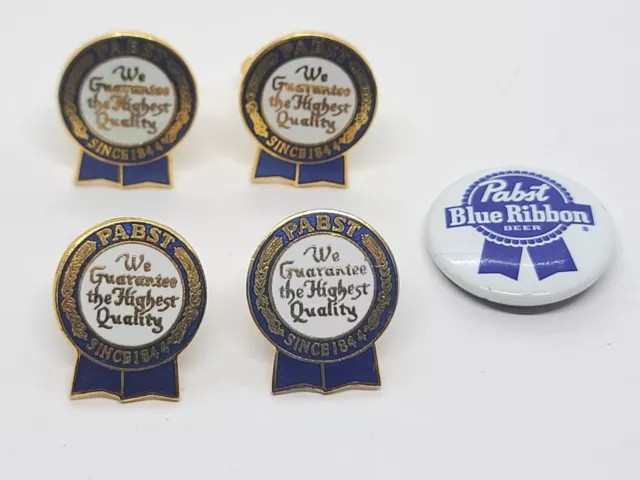 PABST
We
Guarantee
the Highest
Quality
SINCE 1844
PABST
We
Guarantee
the Highest
Quality
SINCE 1844
Pabst
Blue Ribbon
BEER
®
PABST
We
Guarantee
the Highest
Quality
SINCE 1844
PABST
We
Guarantee
the Highest
Quality
SINCE 1844